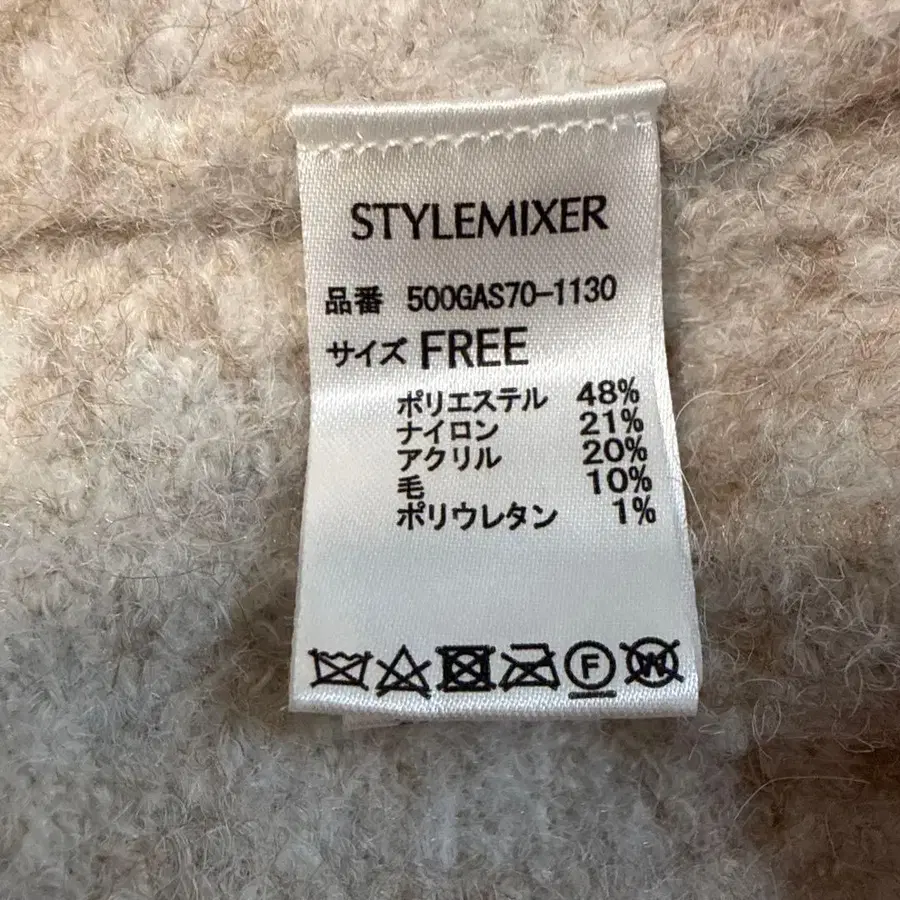 STYLEMIXER
品番 500GAS70-1130
サイズ FREE
ポリエステル 48%
ナイロン 21%
アクリル 20%
毛 10%
ポリウレタン 1%
F W